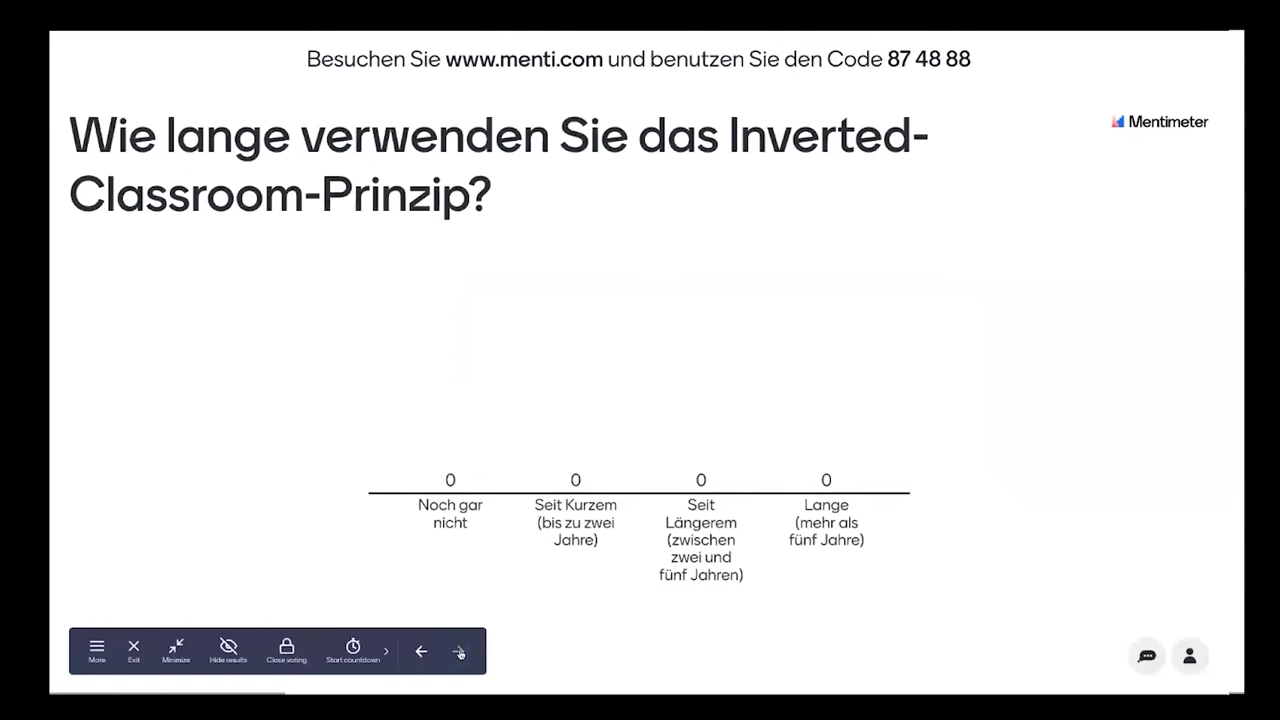 Besuchen Sie www.menti.com und benutzen Sie den Code 87 48 88
Wie lange verwenden Sie das Inverted-
Classroom-Prinzip?
Mentimeter
0 0 0 0
Noch gar
nicht
Seit Kurzem
(bis zu zwei
Jahre)
Seit
Längerem
(zwischen
zwei und
fünf Jahren)
Lange
(mehr als
fünf Jahre)
More Exit Minimize Hide results Close voting Start countdown